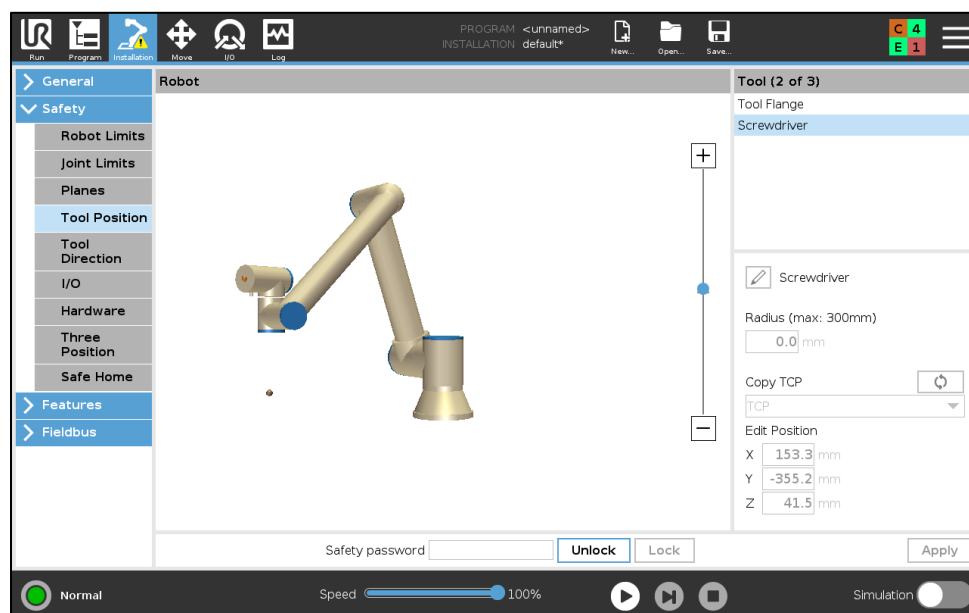 PROGRAM <unnamed>
INSTALLATION default*
UR
Run
Program
Installation
Move
I/O
Log
New...
Open...
Save...
C 4
E 1
General
Safety
Robot Limits
Joint Limits
Planes
Tool Position
Tool
Direction
I/O
Hardware
Three
Position
Safe Home
Features
Fieldbus
Robot
+
−
Tool (2 of 3)
Tool Flange
Screwdriver
Screwdriver
Radius (max: 300mm)
0.0 mm
Copy TCP
TCP
Edit Position
X 153.3 mm
Y -355.2 mm
Z 41.5 mm
Safety password
Unlock
Lock
Apply
Normal
Speed 100%
Simulation